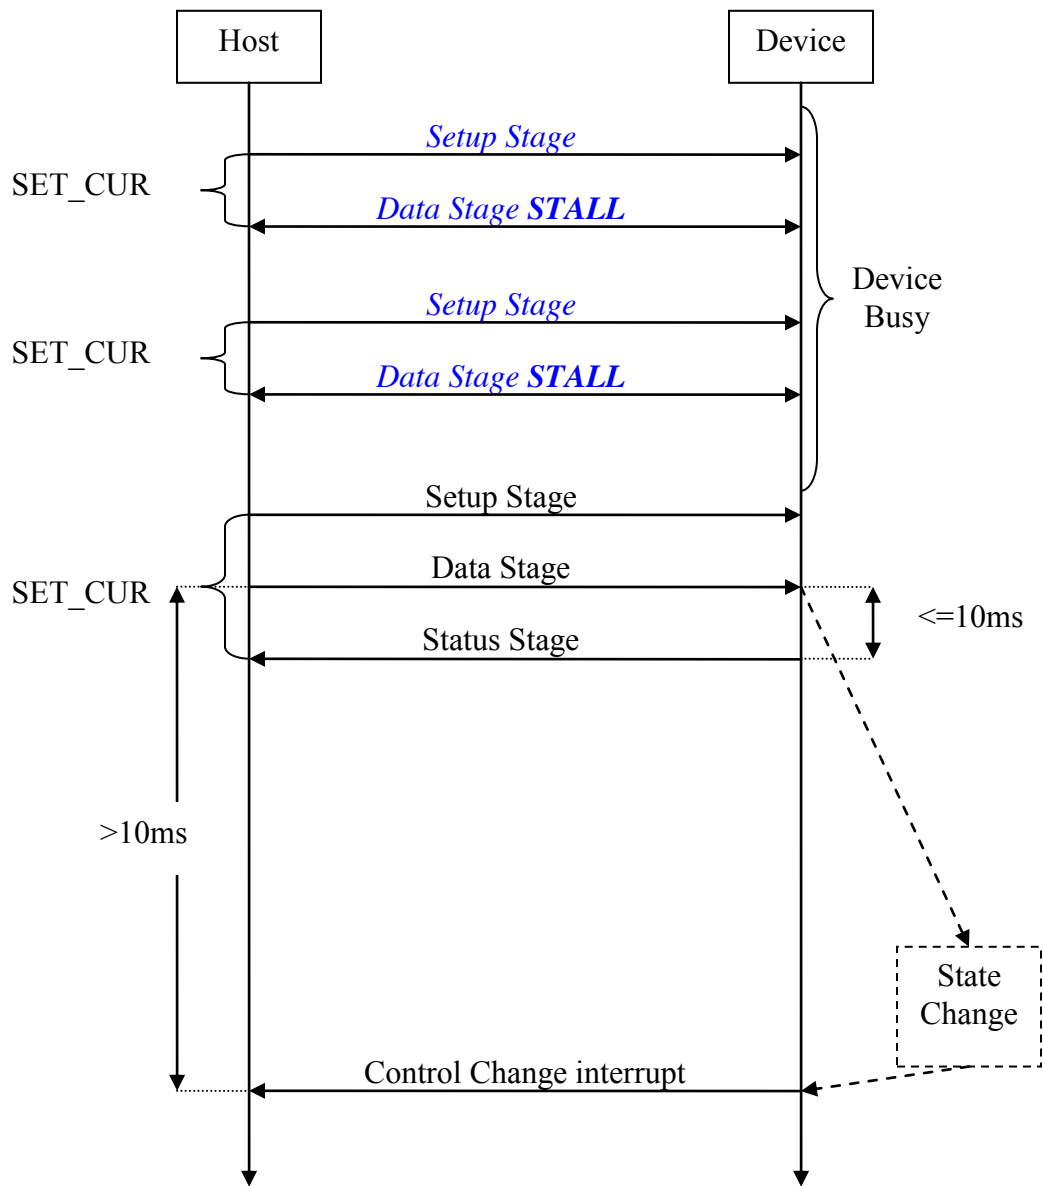 Host
Device
Setup Stage
SET_CUR
Data Stage STALL
Device
Busy
Setup Stage
SET_CUR
Data Stage STALL
Setup Stage
Data Stage
SET_CUR
<=10ms
Status Stage
>10ms
State
Change
Control Change interrupt